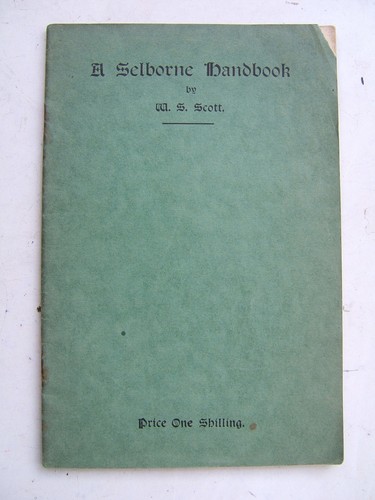 A Selborne Handbook
by
W. S. Scott.
Price One Shilling.